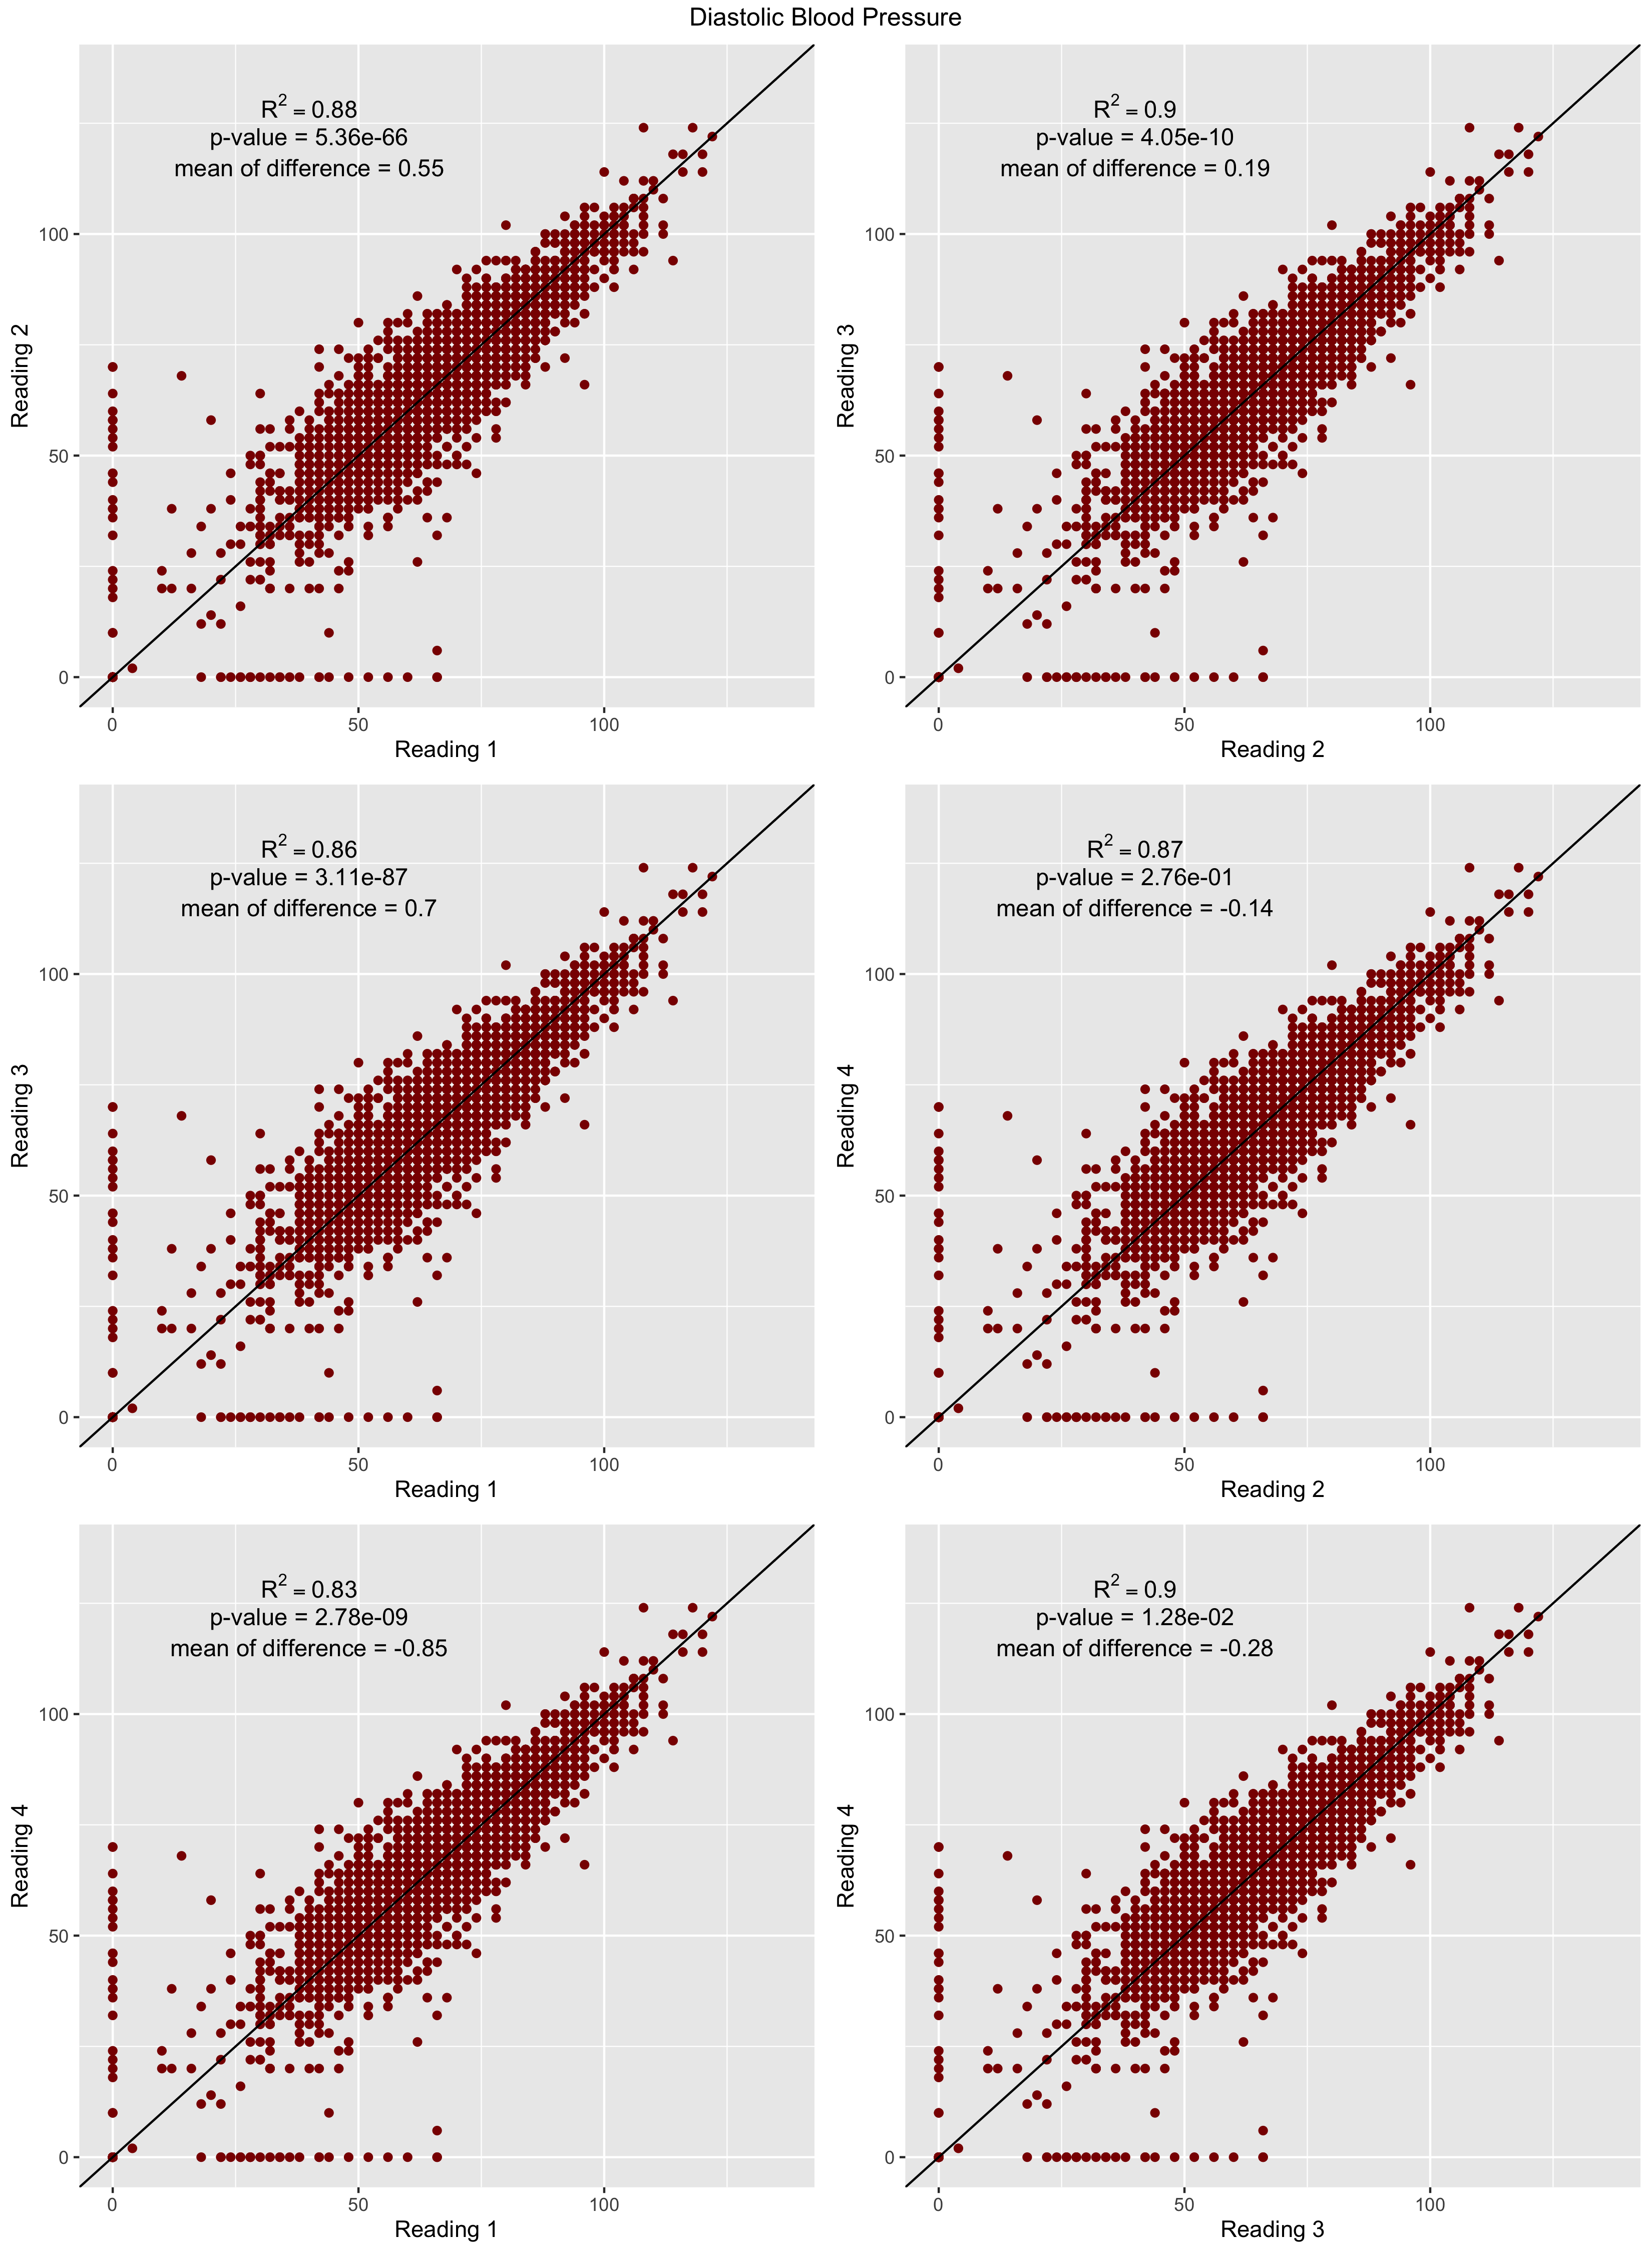 Diastolic Blood Pressure
R² = 0.88
p-value = 5.36e-66
mean of difference = 0.55
100
50
0
0 50 100
Reading 2
Reading 1
R² = 0.9
p-value = 4.05e-10
mean of difference = 0.19
100
50
0
0 50 100
Reading 3
Reading 2
R² = 0.86
p-value = 3.11e-87
mean of difference = 0.7
100
50
0
0 50 100
Reading 3
Reading 1
R² = 0.87
p-value = 2.76e-01
mean of difference = -0.14
100
50
0
0 50 100
Reading 4
Reading 2
R² = 0.83
p-value = 2.78e-09
mean of difference = -0.85
100
50
0
0 50 100
Reading 4
Reading 1
R² = 0.9
p-value = 1.28e-02
mean of difference = -0.28
100
50
0
0 50 100
Reading 4
Reading 3